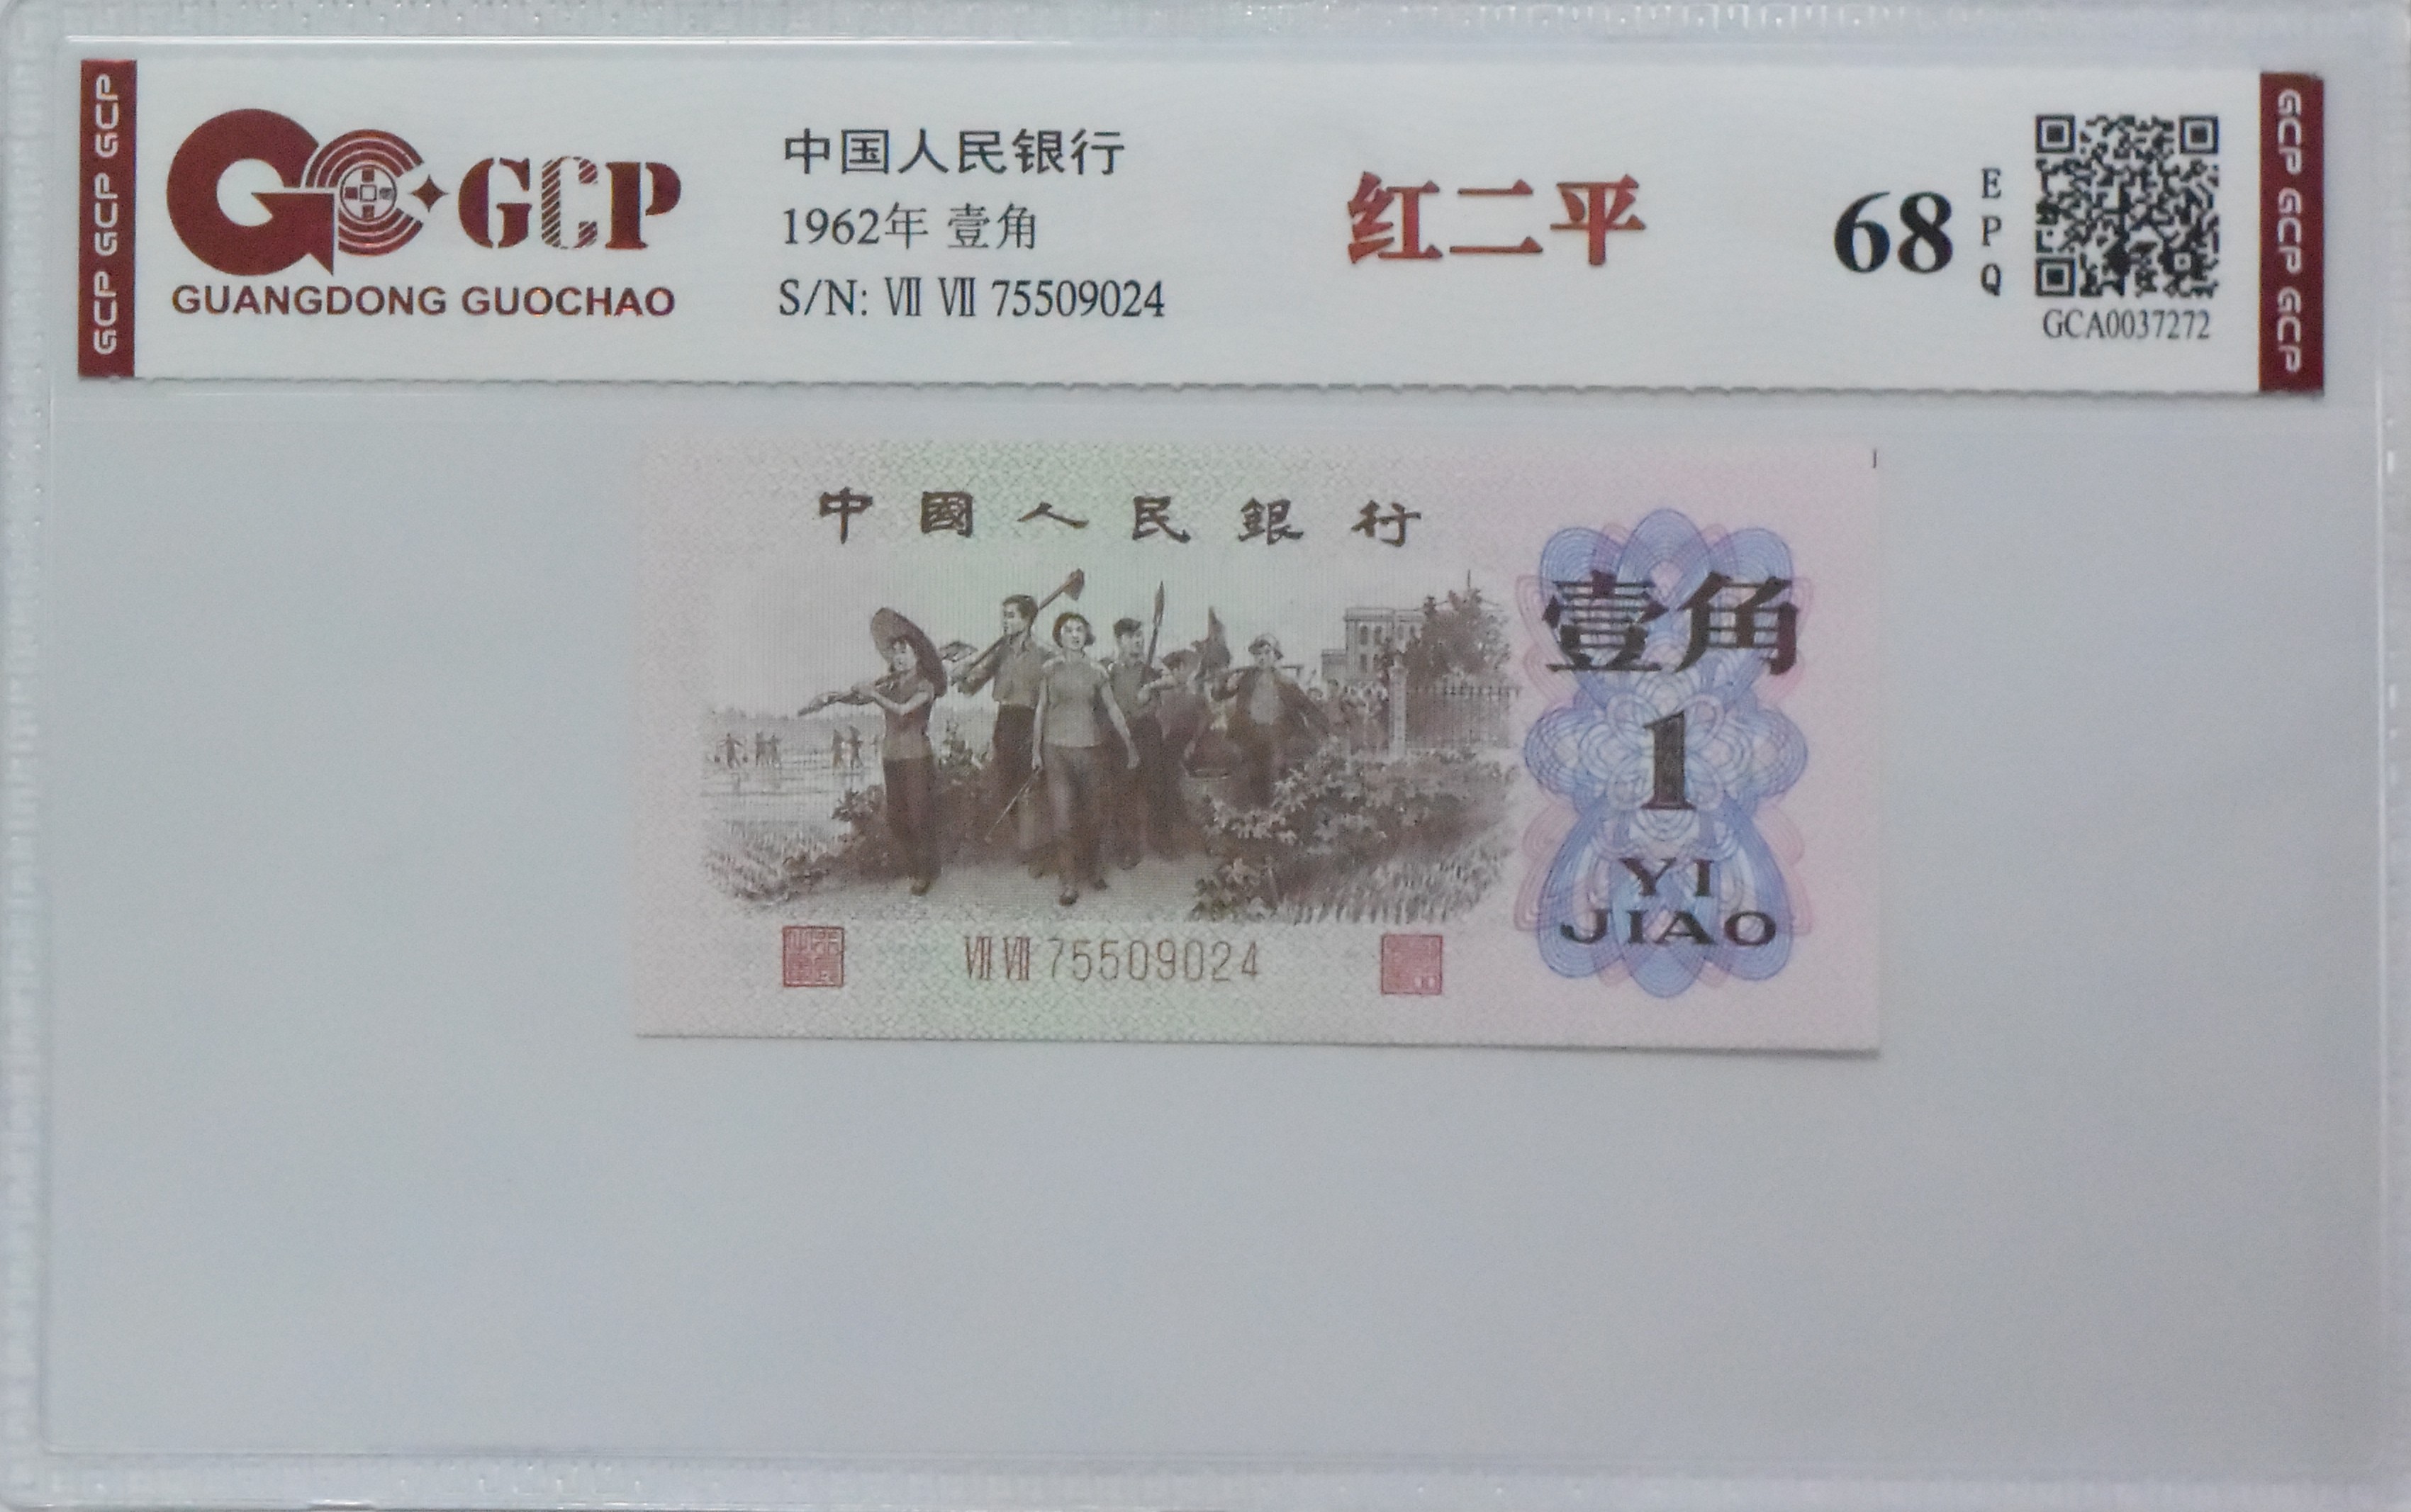 GCP GCP GCP
GCP
GUANGDONG GUOCHAO
中国人民银行
1962年 壹角
S/N: Ⅶ Ⅶ 75509024
红二平
68
EPQ
GCA0037272
GCP GCP GCP
中國人民銀行
壹角
1
YI
JIAO
ⅦⅦ 75509024